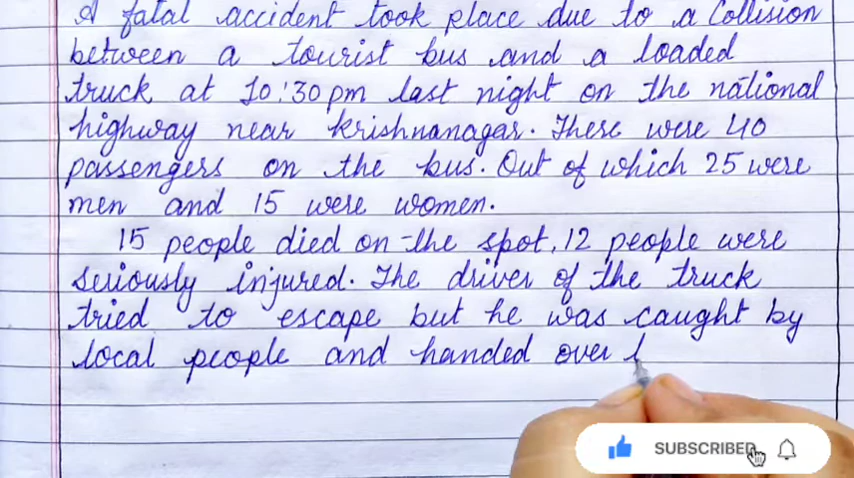 A fatal accident took place due to a Collision
between a tourist bus and a loaded
truck at 10:30 pm last night on the national
highway near Krishnanagar. There were 40
passengers on the bus. Out of which 25 were
men and 15 were women.
15 people died on the spot. 12 people were
seriously injured. The driver of the truck
tried to escape but he was caught by
local people and handed over
SUBSCRIBED